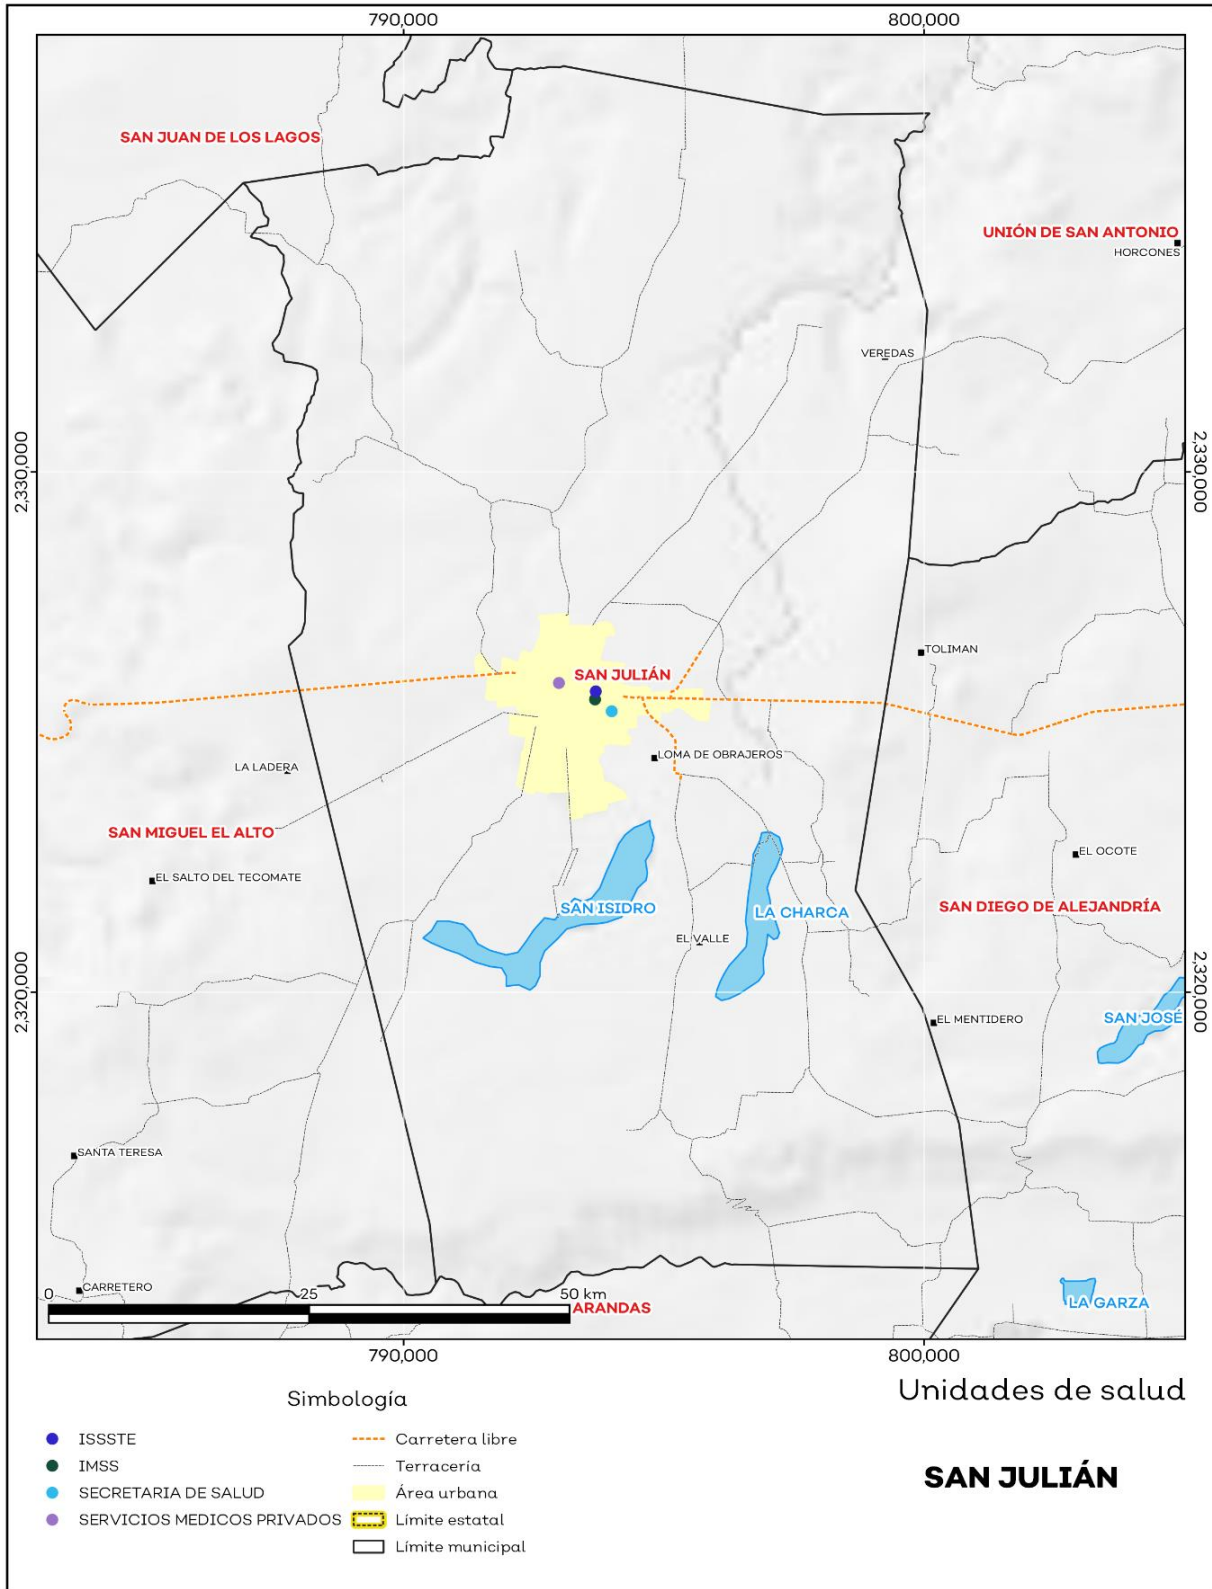 790,000
800,000
SAN JUAN DE LOS LAGOS
UNIÓN DE SAN ANTONIO
HORCONES
VEREDAS
2,330,000
2,330,000
TOLIMAN
SAN JULIÁN
LOMA DE OBRAJEROS
LA LADERA
SAN MIGUEL EL ALTO
EL OCOTE
EL SALTO DEL TECOMATE
SAN ISIDRO
LA CHARCA
SAN DIEGO DE ALEJANDRÍA
EL VALLE
2,320,000
2,320,000
EL MENTIDERO
SAN JOSÉ
SANTA TERESA
CARRETERO
0
25
50 km
ARANDAS
LA GARZA
790,000
800,000
Simbología
ISSSTE
IMSS
SECRETARIA DE SALUD
SERVICIOS MEDICOS PRIVADOS
Carretera libre
Terracería
Área urbana
Límite estatal
Límite municipal
Unidades de salud
SAN JULIÁN